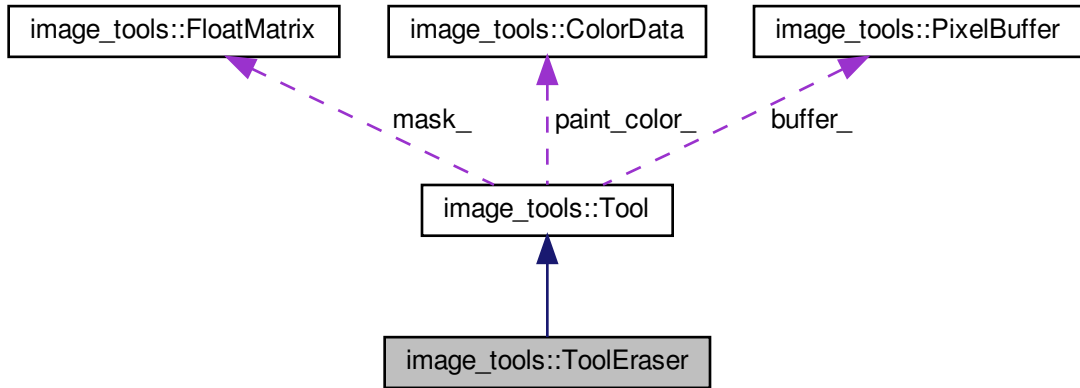 image_tools::FloatMatrix
image_tools::ColorData
image_tools::PixelBuffer
mask_
paint_color_
buffer_
image_tools::Tool
image_tools::ToolEraser